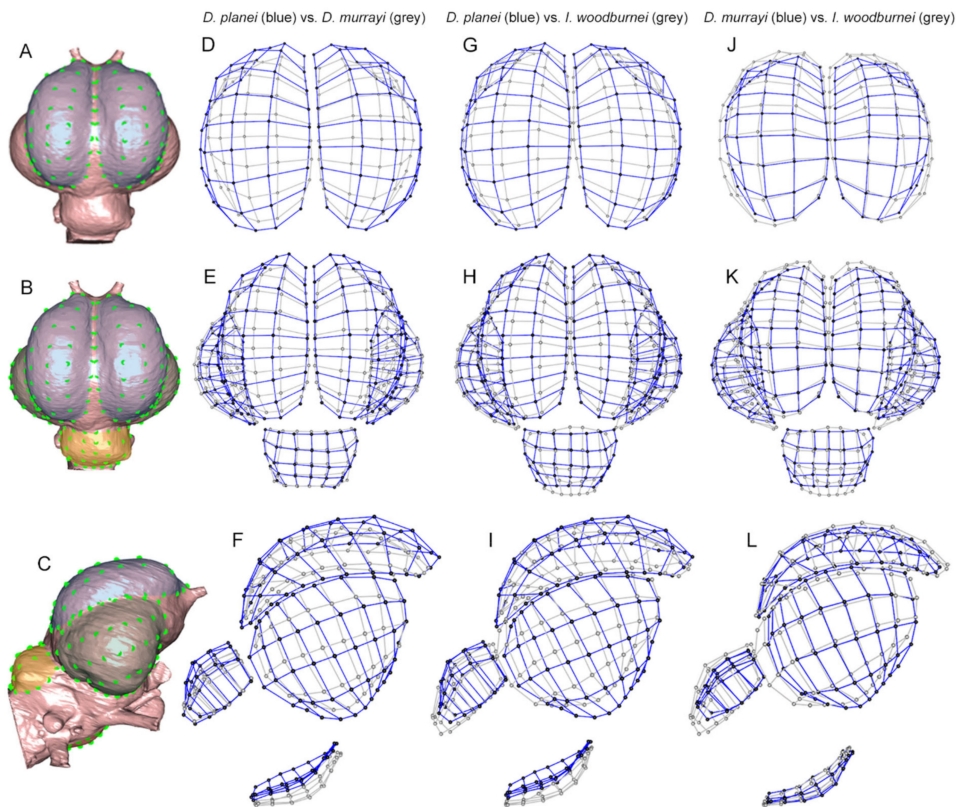 D. planei (blue) vs. D. murrayi (grey) D. planei (blue) vs. I. woodburnei (grey) D. murrayi (blue) vs. I. woodburnei (grey)
A D G J
B E H K
C F I L